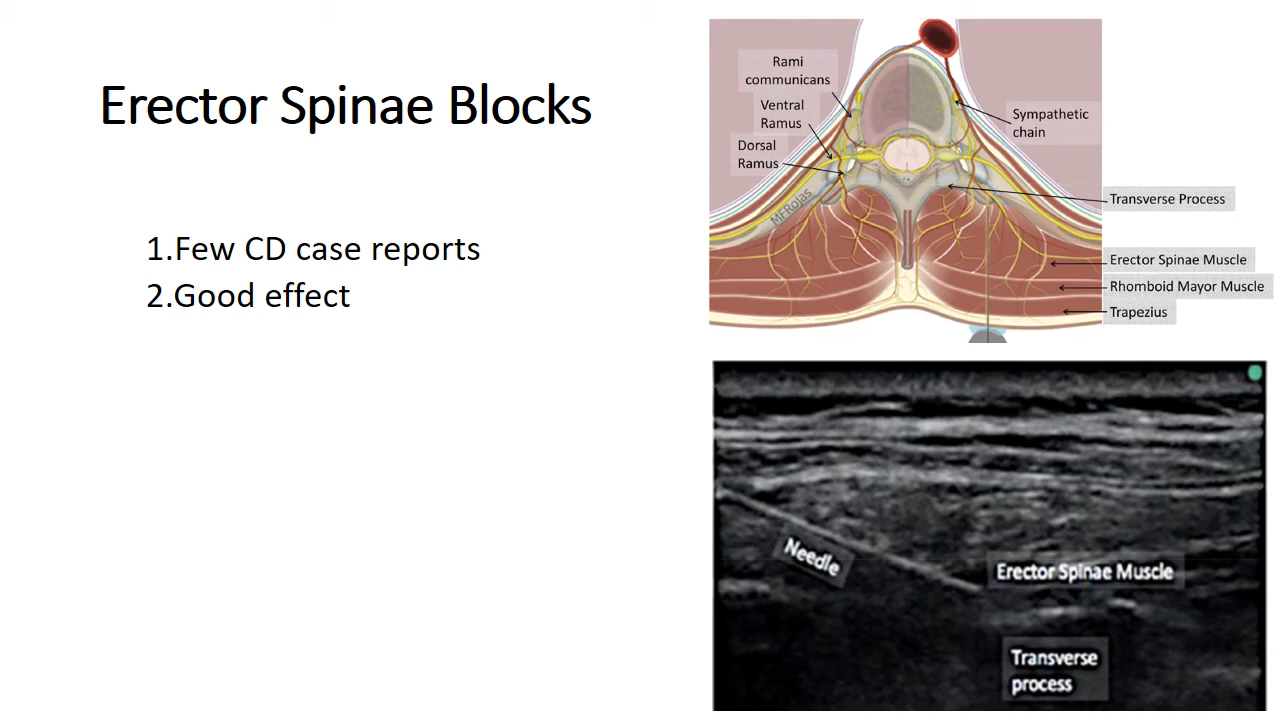 Erector Spinae Blocks
1.Few CD case reports
2.Good effect
Rami
communicans
Ventral
Ramus
Dorsal
Ramus
Sympathetic
chain
MFRojas
Transverse Process
Erector Spinae Muscle
Rhomboid Mayor Muscle
Trapezius
Needle
Erector Spinae Muscle
Transverse
process